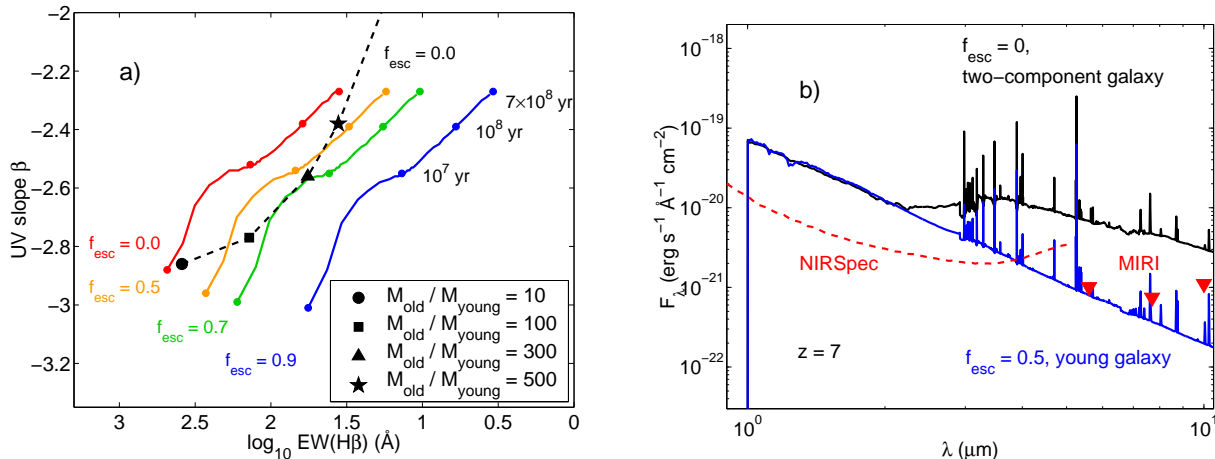 a)
f_esc = 0.0
7×10^8 yr
10^8 yr
10^7 yr
f_esc = 0.0
f_esc = 0.5
f_esc = 0.7
f_esc = 0.9
M_old / M_young = 10
M_old / M_young = 100
M_old / M_young = 300
M_old / M_young = 500
−2
−2.2
−2.4
−2.6
−2.8
−3
−3.2
UV slope β
3 2.5 2 1.5 1 0.5 0
log_10 EW(Hβ) (Å)
b)
f_esc = 0,
two−component galaxy
NIRSpec
MIRI
z = 7
f_esc = 0.5, young galaxy
10^−18
10^−19
10^−20
10^−21
10^−22
F_λ (erg s^−1 Å^−1 cm^−2)
10^0 10^1
λ (μm)